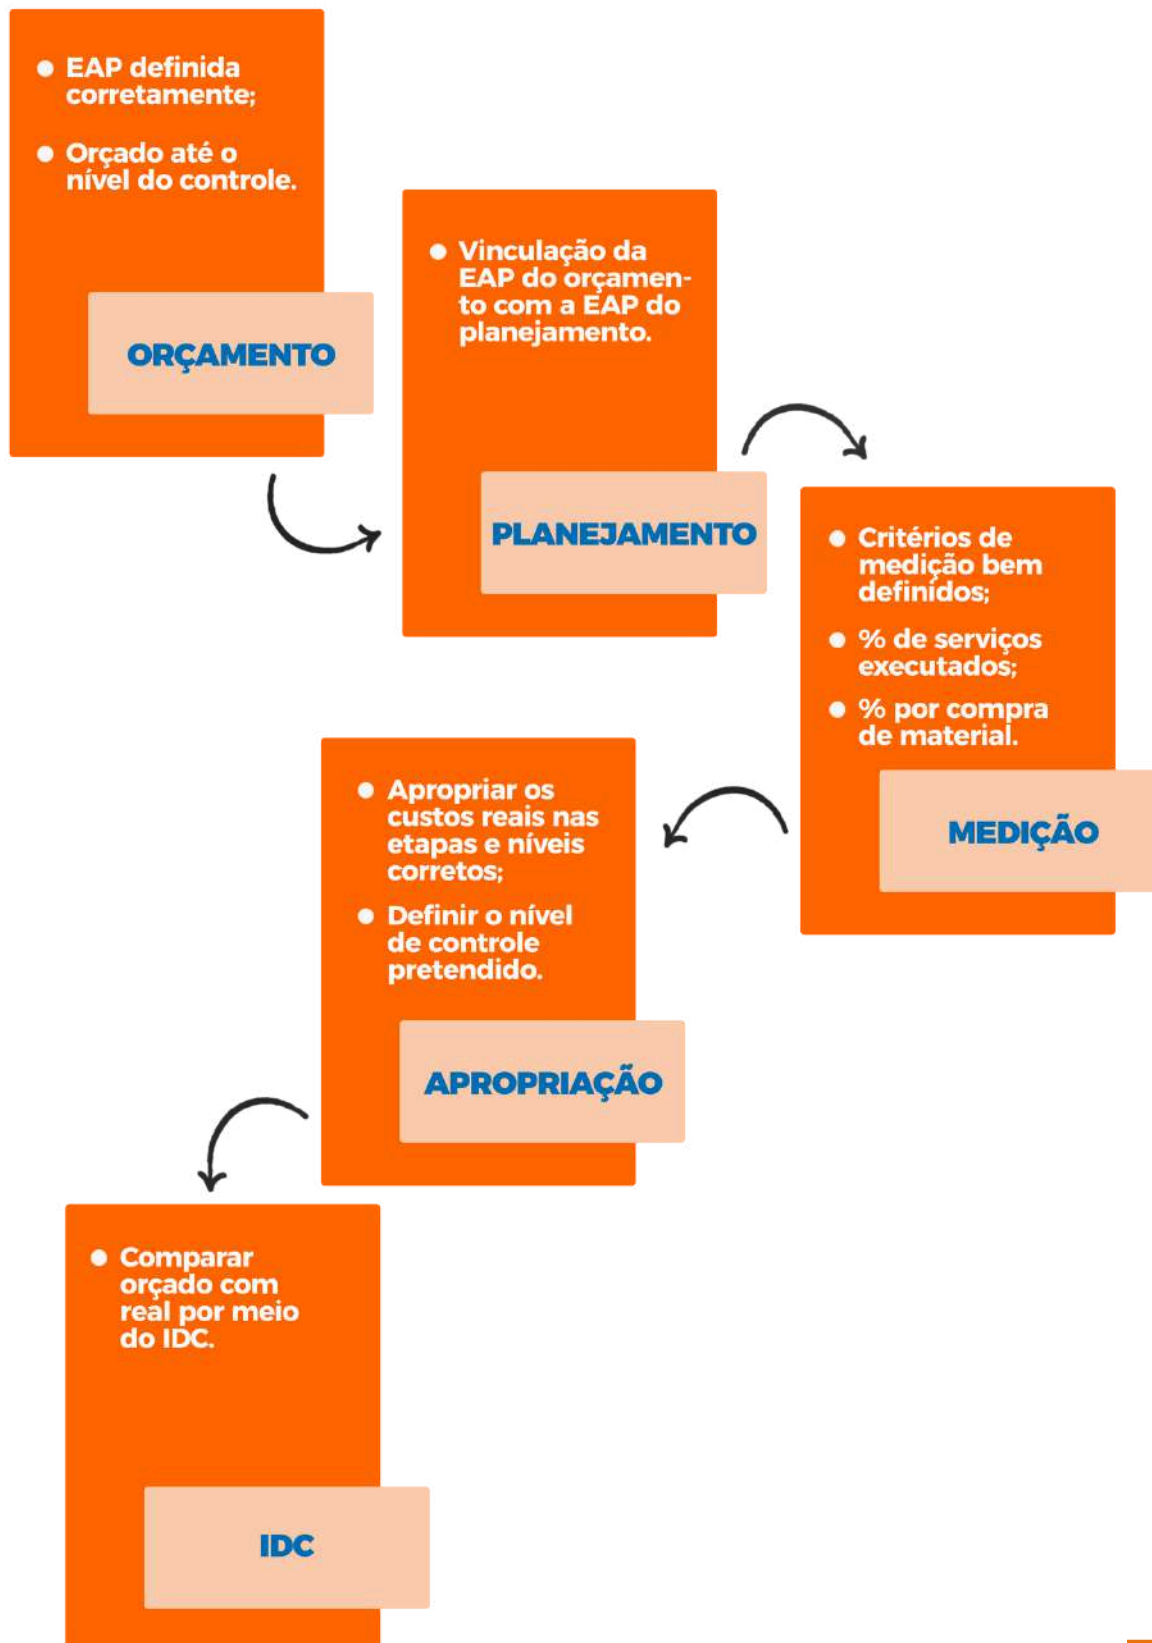 ● EAP definida
corretamente;
● Orçado até o
nível do controle.
ORÇAMENTO
● Vinculação da
EAP do orçamen-
to com a EAP do
planejamento.
PLANEJAMENTO
● Critérios de
medição bem
definidos;
● % de serviços
executados;
● % por compra
de material.
MEDIÇÃO
● Apropriar os
custos reais nas
etapas e níveis
corretos;
● Definir o nível
de controle
pretendido.
APROPRIAÇÃO
● Comparar
orçado com
real por meio
do IDC.
IDC